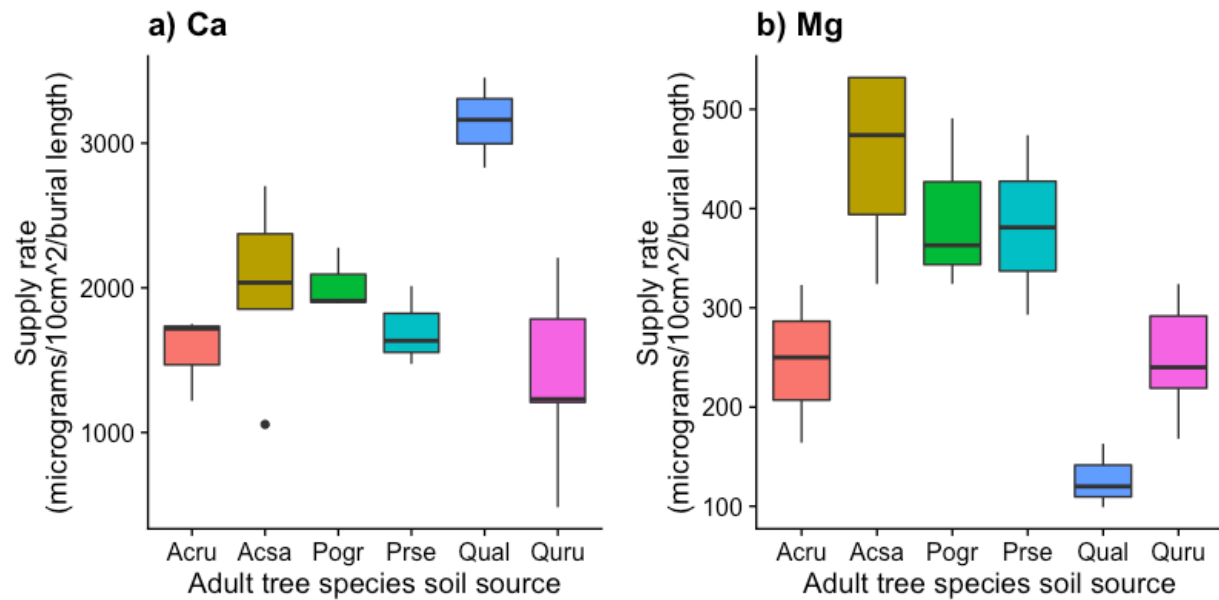 a) Ca
Supply rate
(micrograms/10cm^2/burial length)
3000
2000
1000
Acru Acsa Pogr Prse Qual Quru
Adult tree species soil source
b) Mg
Supply rate
(micrograms/10cm^2/burial length)
500
400
300
200
100
Acru Acsa Pogr Prse Qual Quru
Adult tree species soil source